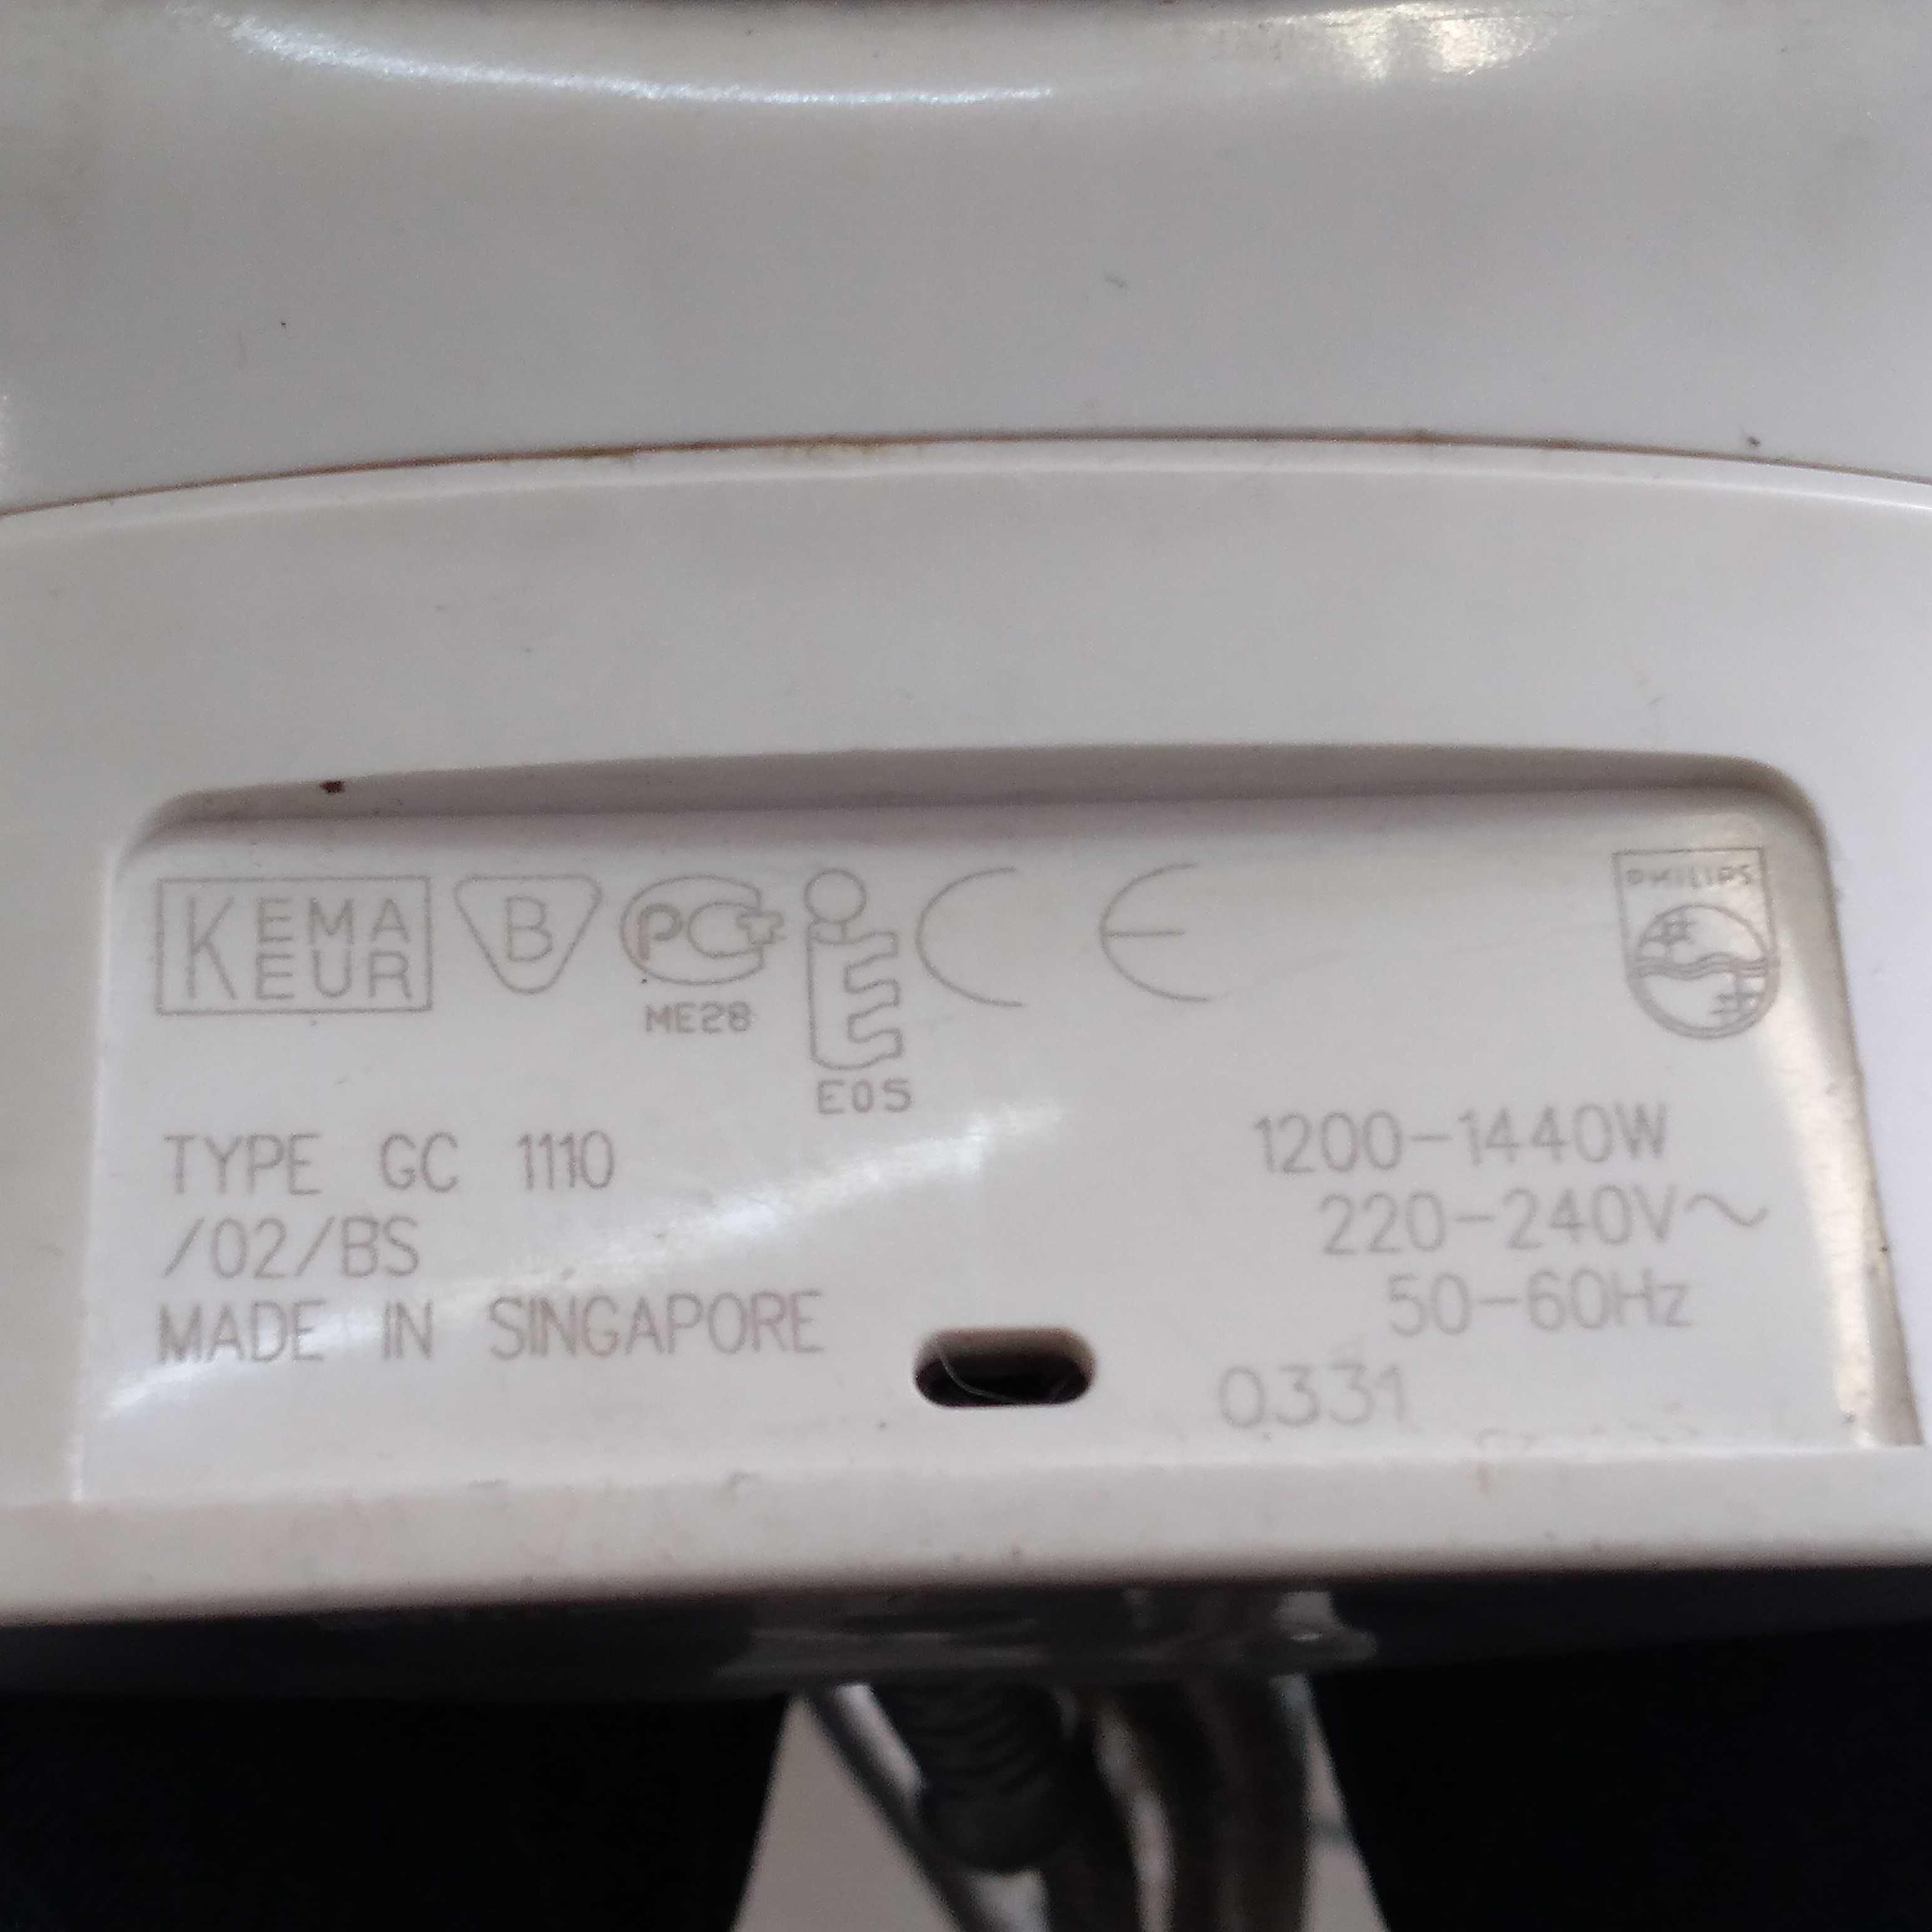 KEMA
EUR
B
PC
ME28
E
E05
CE
PHILIPS
TYPE GC 1110
/02/BS
MADE IN SINGAPORE
1200-1440W
220-240V~
50-60Hz
0331